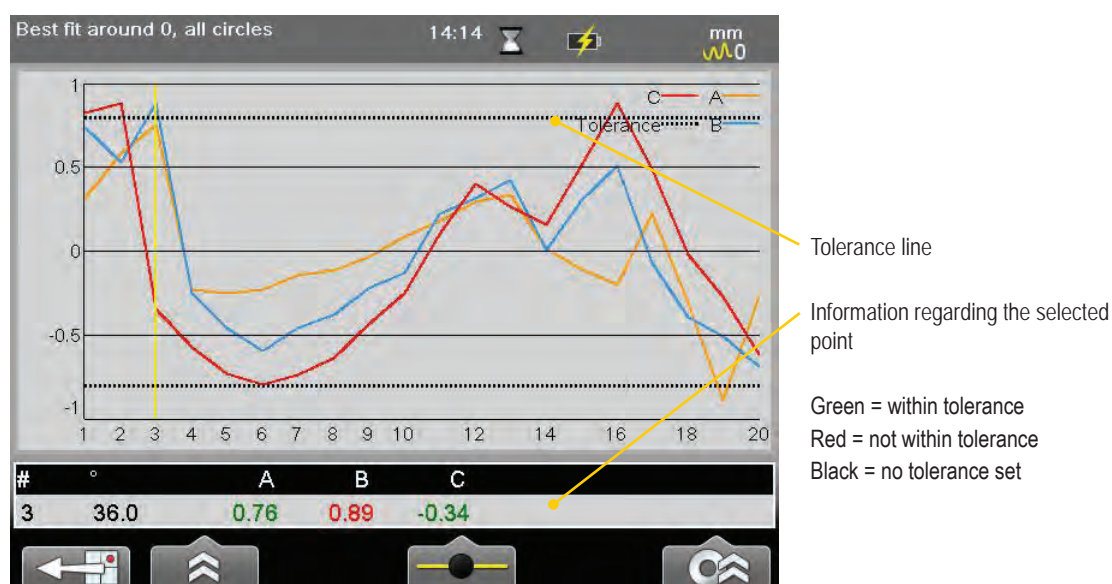 Best fit around 0, all circles
14:14
mm
0
1
0.5
0
-0.5
-1
C A
Tolerance B
1 2 3 4 5 6 7 8 9 10 12 14 16 18 20
# ° A B C
3 36.0 0.76 0.89 -0.34
Tolerance line
Information regarding the selected
point
Green = within tolerance
Red = not within tolerance
Black = no tolerance set